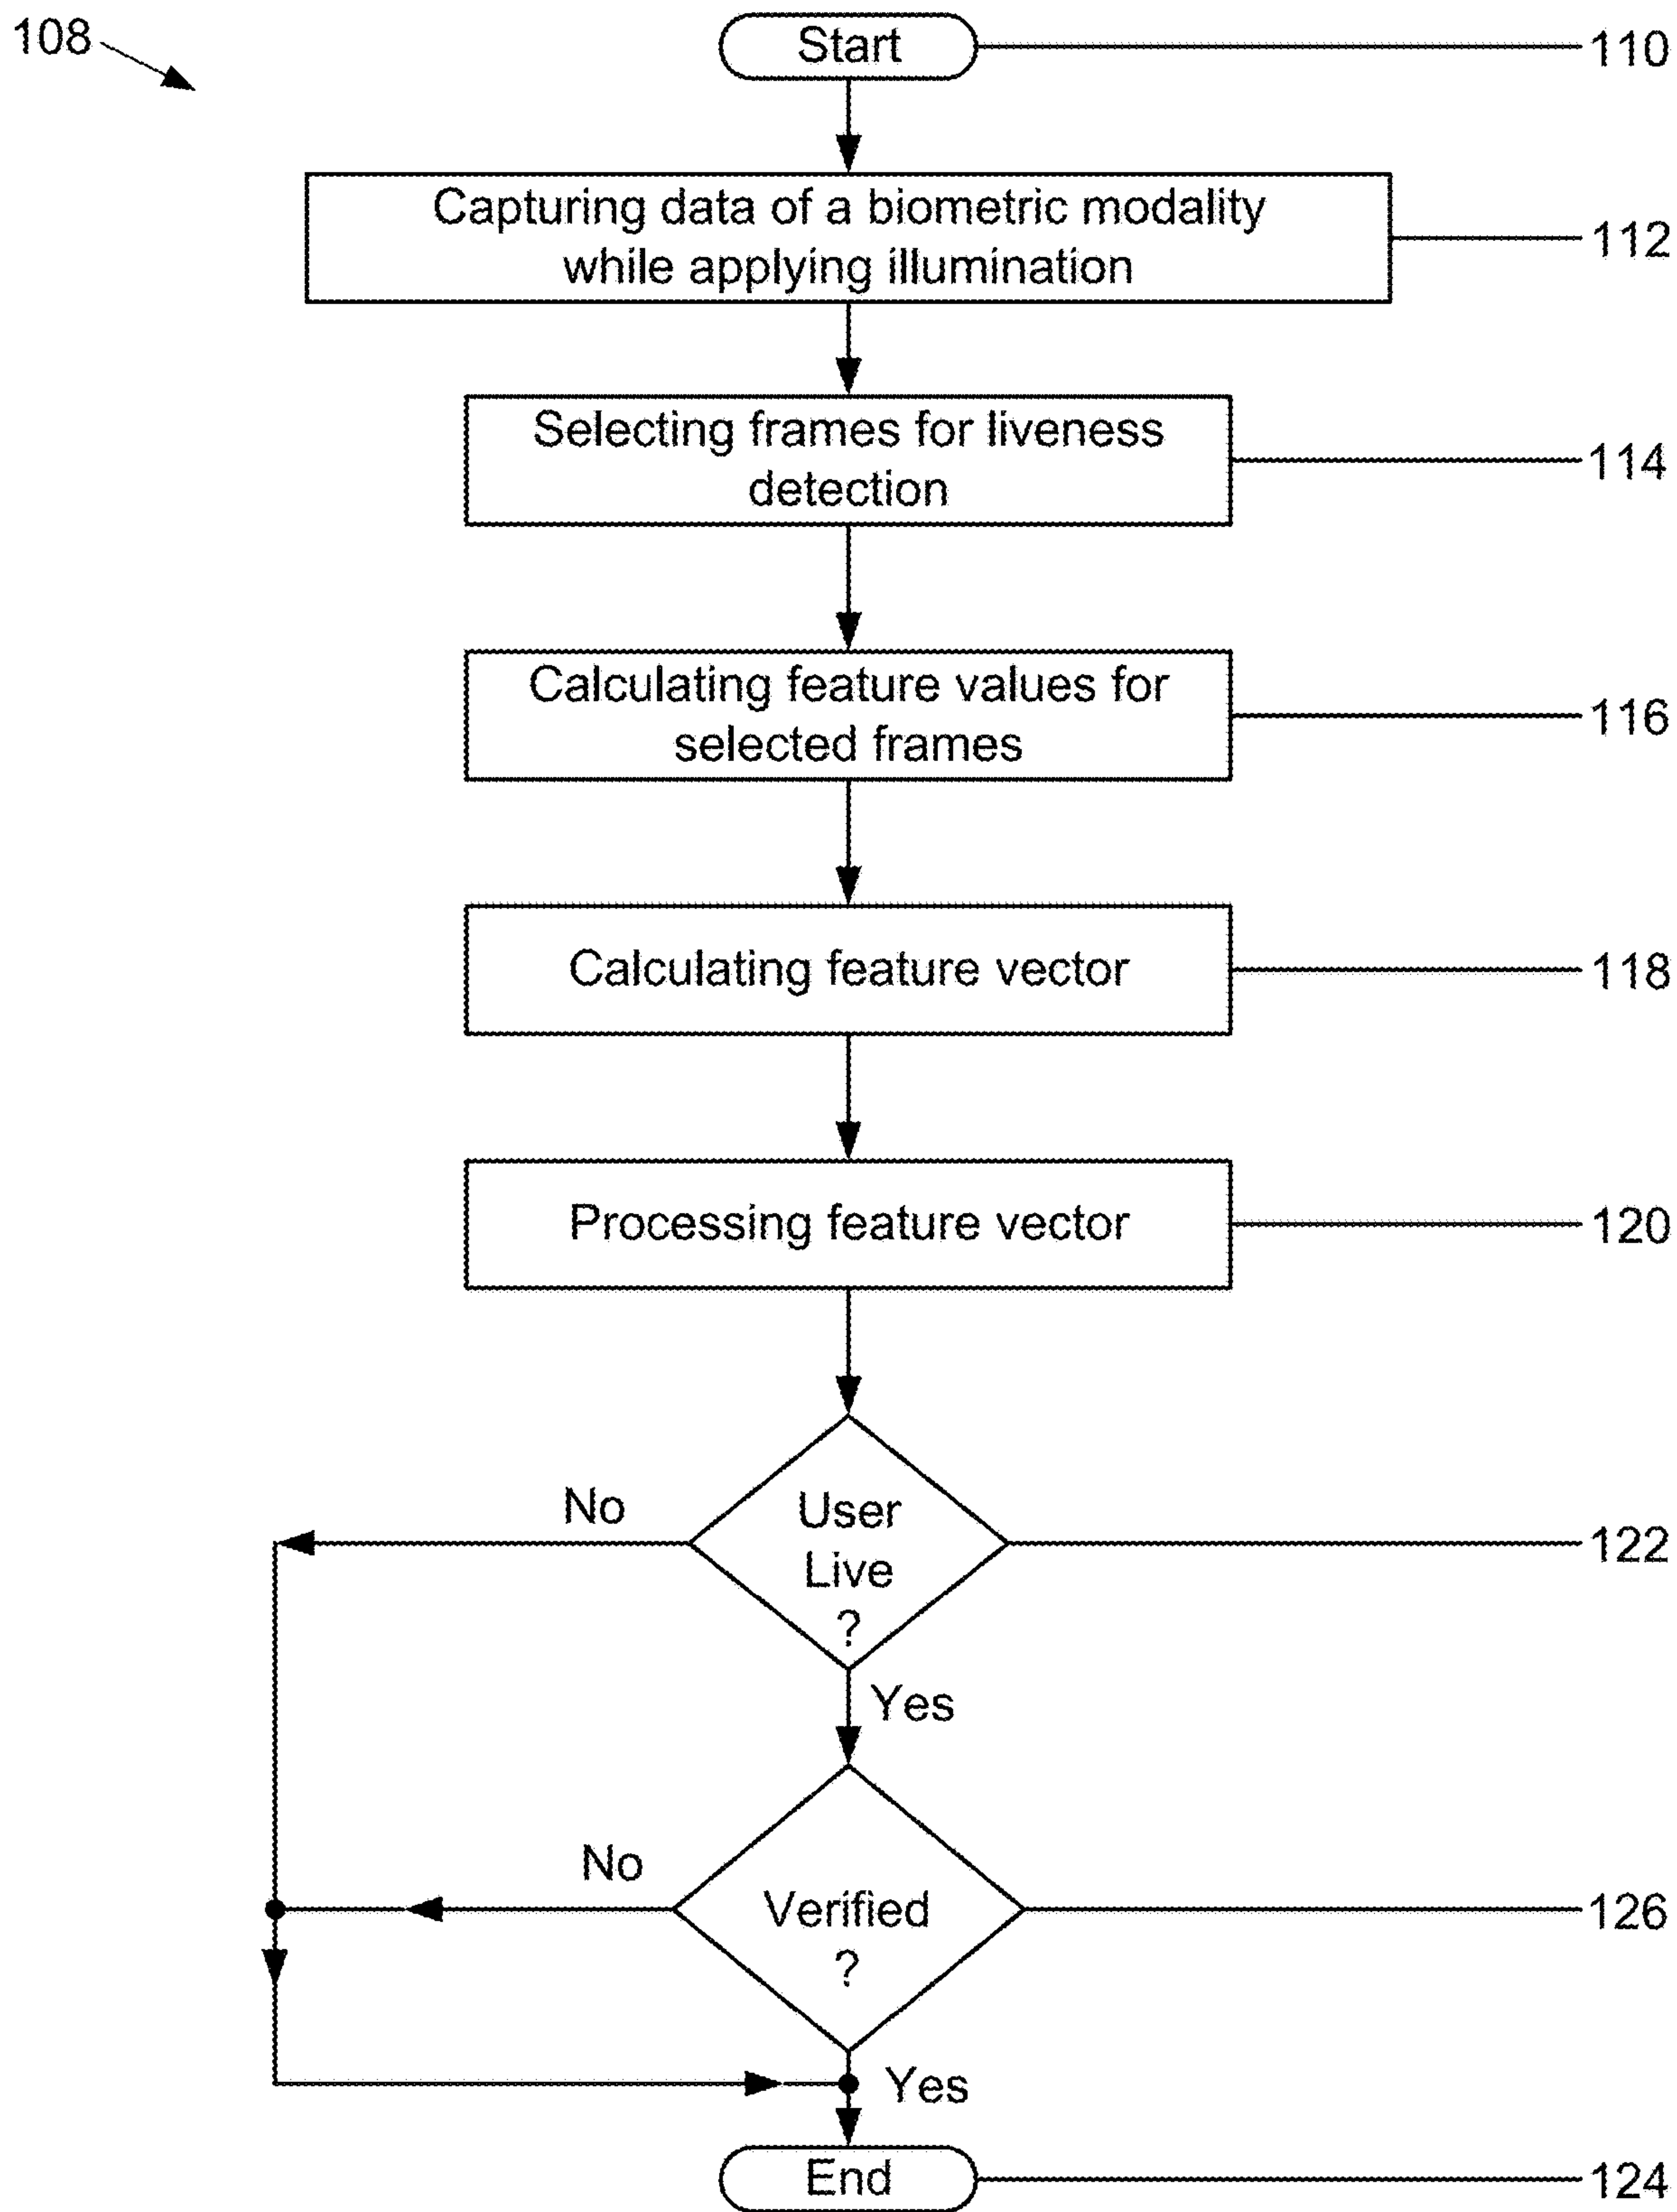 108
Start
110
Capturing data of a biometric modality
while applying illumination
112
Selecting frames for liveness
detection
114
Calculating feature values for
selected frames
116
Calculating feature vector
118
Processing feature vector
120
No
User
Live
?
122
Yes
No
Verified
?
126
Yes
End
124